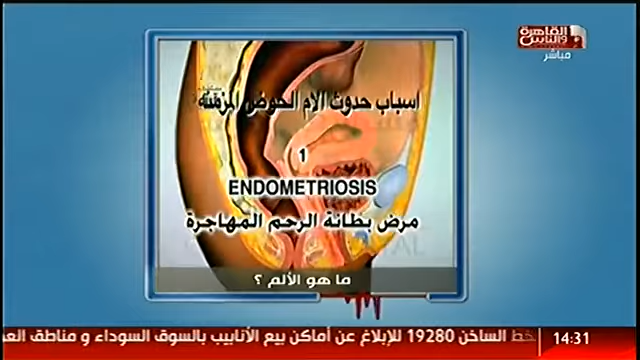 القاهرة
والناس
مباشر
اسباب حدوث الام الحوض المزمنة
1
ENDOMETRIOSIS
مرض بطانة الرحم المهاجرة
ما هو الألم ؟
الخط الساخن 19280 للإبلاغ عن أماكن بيع الأنابيب بالسوق السوداء و مناطق
14:31